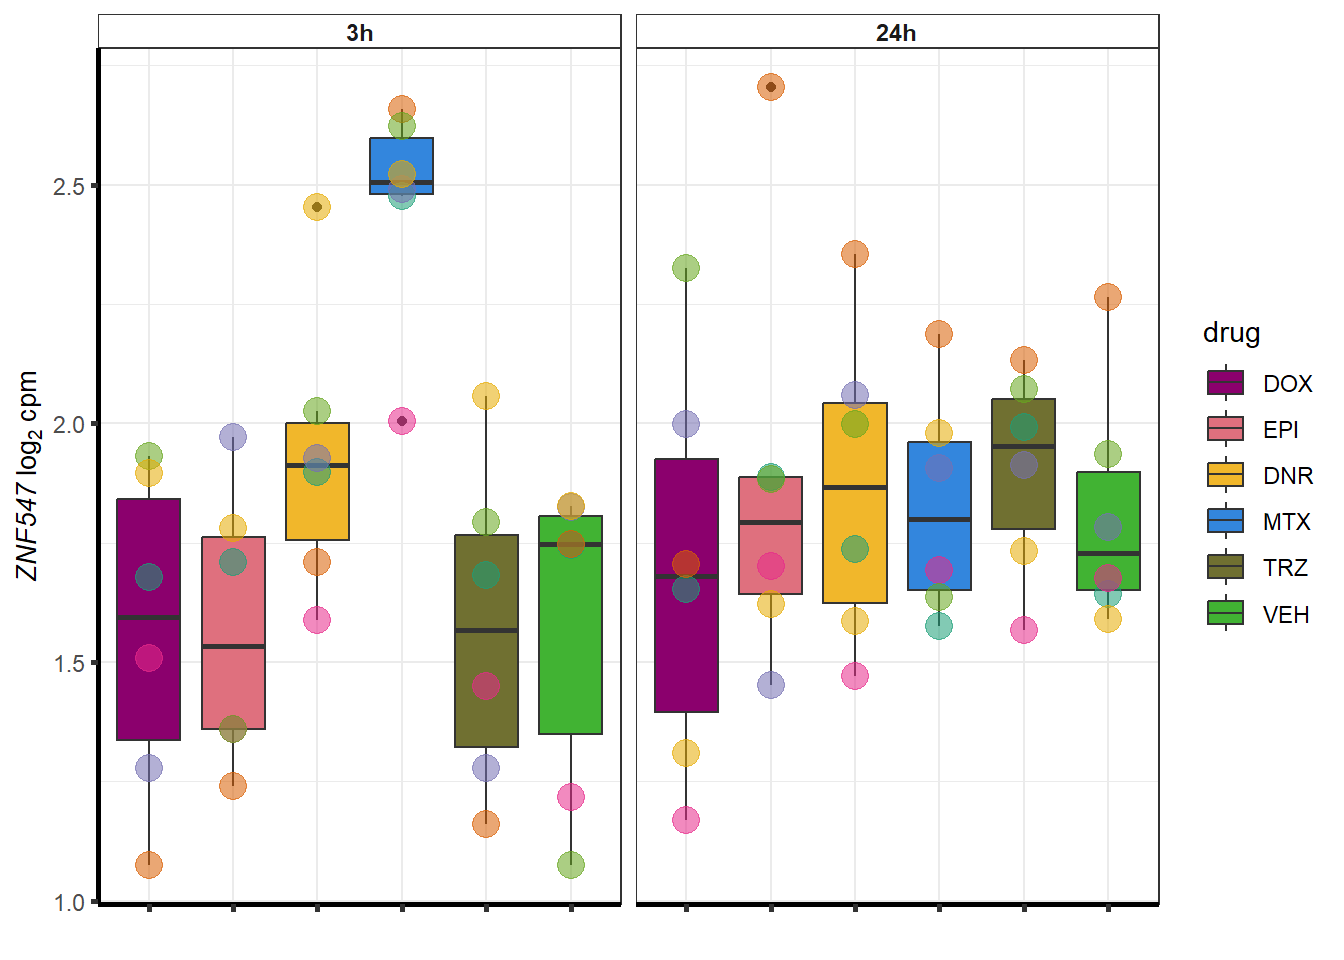 3h
24h
2.5
2.0
1.5
1.0
ZNF547 log₂ cpm
drug
DOX
EPI
DNR
MTX
TRZ
VEH